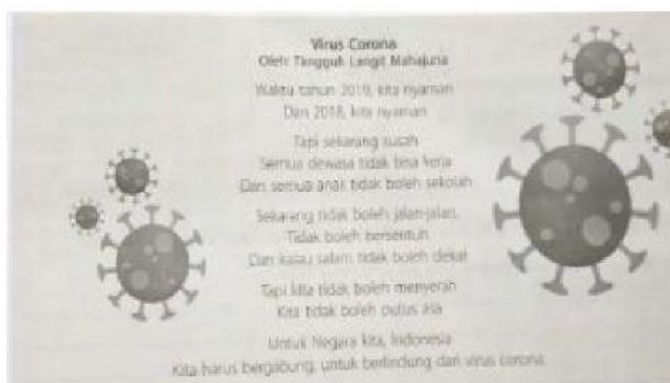 Virus Corona
Oleh: Tangguh Langit Mahajuna
Waktu tahun 2019, kita nyaman
Dan 2018, kita nyaman
Tapi sekarang susah
Semua dewasa tidak bisa kerja
Dan semua anak tidak boleh sekolah
Sekarang tidak boleh jalan-jalan,
Tidak boleh bersentuh
Dan kalau salam tidak boleh dekat
Tapi kita tidak boleh menyerah
Kita tidak boleh putus asa
Untuk Negara kita, Indonesia
Kita harus bergabung, untuk berlindung dari virus corona